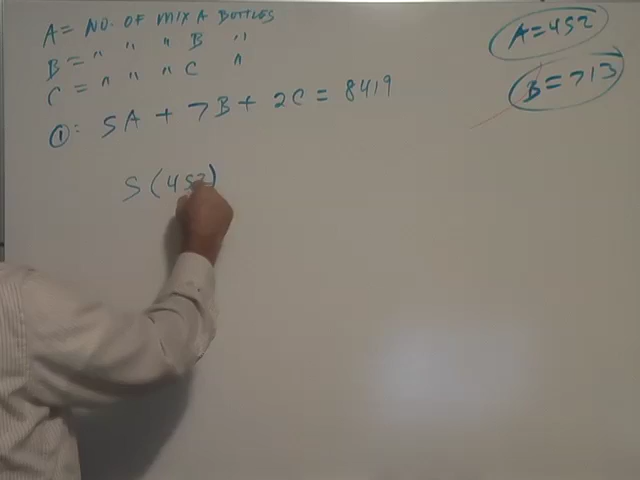 A = NO. OF MIX A BOTTLES
B = " " " B "
C = " " " C "
①: 5A + 7B + 2C = 8419
5(452)
A=452
B=713